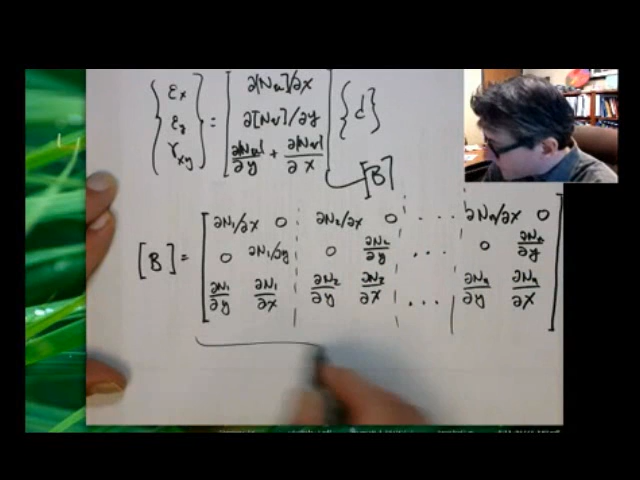 {εx εy γxy} = [∂[Nu]/∂x ∂[Nv]/∂y ∂[Nu]/∂y + ∂[Nv]/∂x] {d}
[B]
[B] = [∂N1/∂x 0 ∂N2/∂x 0 .... ∂Nn/∂x 0
0 ∂N1/∂y 0 ∂N2/∂y ... 0 ∂Nn/∂y
∂N1/∂y ∂N1/∂x ∂N2/∂y ∂N2/∂x ... ∂Nn/∂y ∂Nn/∂x]